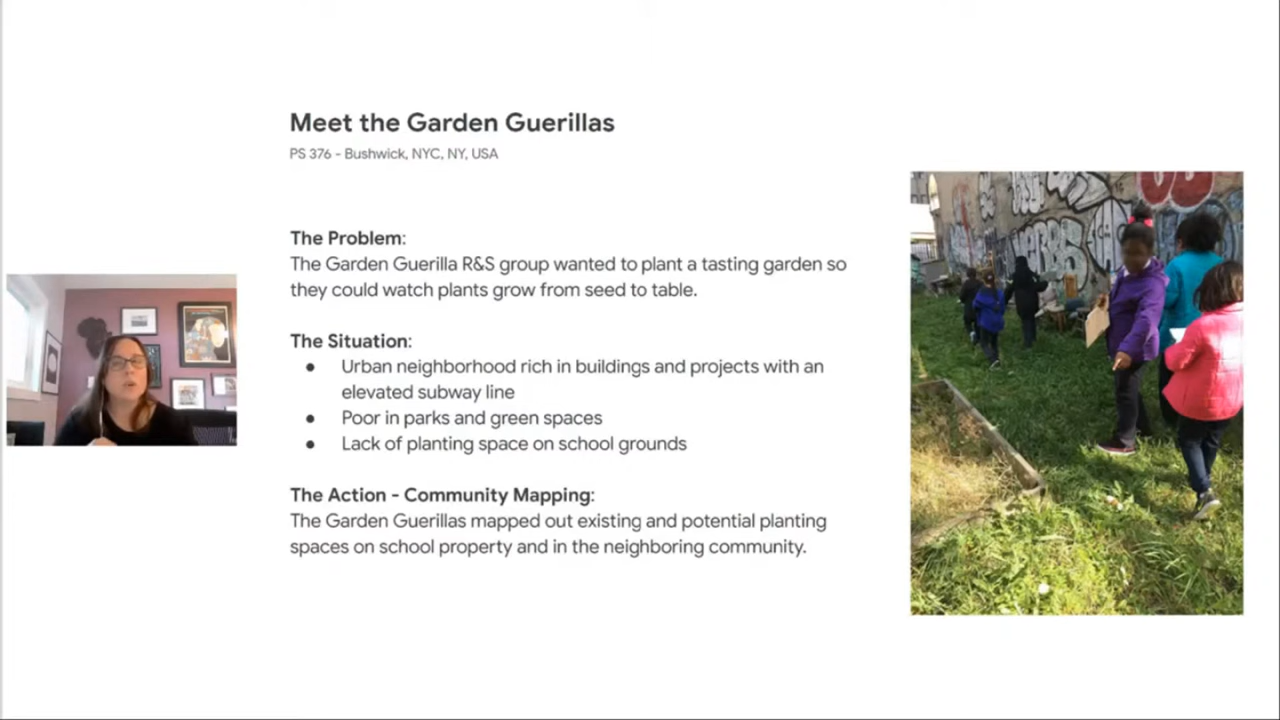 Meet the Garden Guerillas
PS 376 - Bushwick, NYC, NY, USA
The Problem:
The Garden Guerilla R&S group wanted to plant a tasting garden so
they could watch plants grow from seed to table.
The Situation:
● Urban neighborhood rich in buildings and projects with an
elevated subway line
● Poor in parks and green spaces
● Lack of planting space on school grounds
The Action - Community Mapping:
The Garden Guerillas mapped out existing and potential planting
spaces on school property and in the neighboring community.